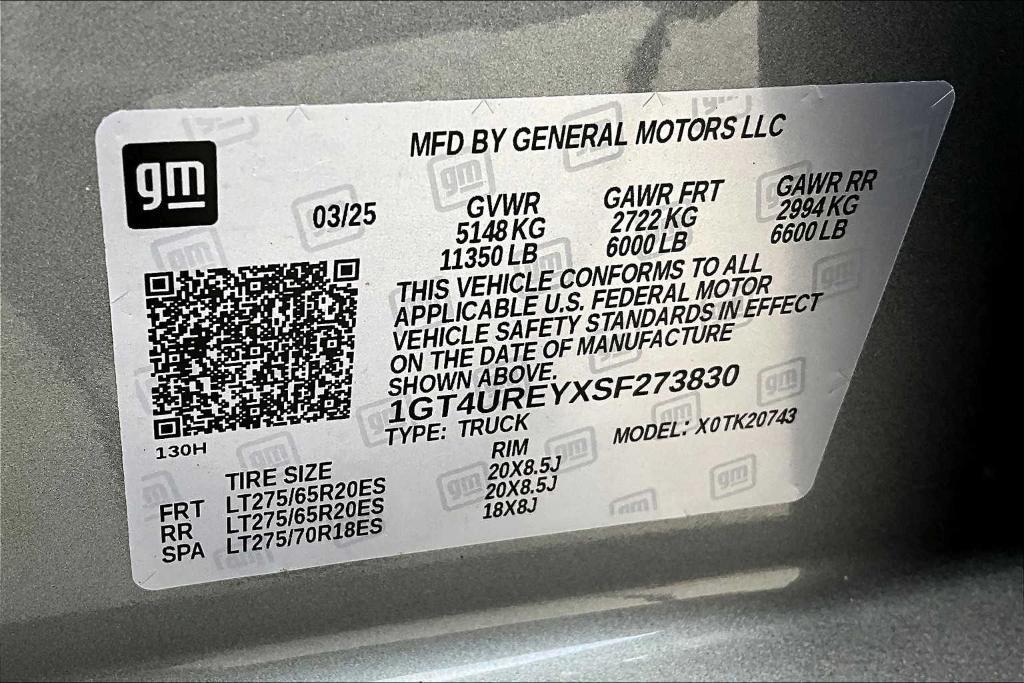 gm
MFD BY GENERAL MOTORS LLC
03/25
GVWR
5148 KG
11350 LB
GAWR FRT
2722 KG
6000 LB
GAWR RR
2994 KG
6600 LB
THIS VEHICLE CONFORMS TO ALL
APPLICABLE U.S. FEDERAL MOTOR
VEHICLE SAFETY STANDARDS IN EFFECT
ON THE DATE OF MANUFACTURE
SHOWN ABOVE.
1GT4UREYXSF273830
TYPE: TRUCK
MODEL: X0TK20743
130H
TIRE SIZE RIM
FRT LT275/65R20ES 20X8.5J
RR LT275/65R20ES 20X8.5J
SPA LT275/70R18ES 18X8J